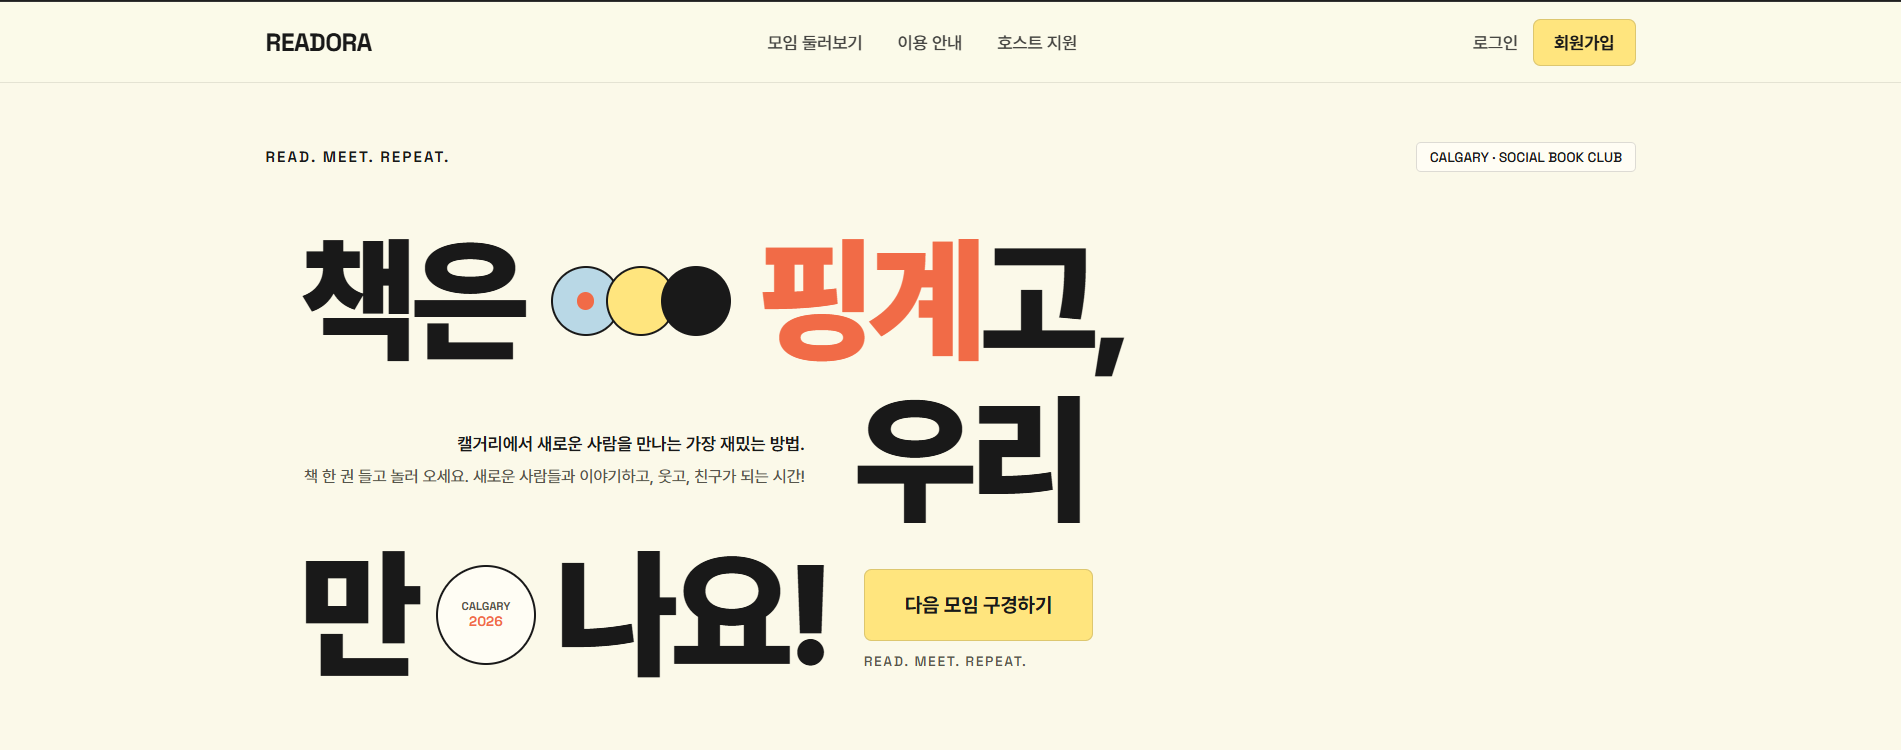 READORA
모임 둘러보기
이용 안내
호스트 지원
로그인
회원가입
READ. MEET. REPEAT.
CALGARY · SOCIAL BOOK CLUB
책은 핑계고,
캘거리에서 새로운 사람을 만나는 가장 재밌는 방법.
책 한 권 들고 놀러 오세요. 새로운 사람들과 이야기하고, 웃고, 친구가 되는 시간!
우리
만
CALGARY
2026
나요!
다음 모임 구경하기
READ. MEET. REPEAT.